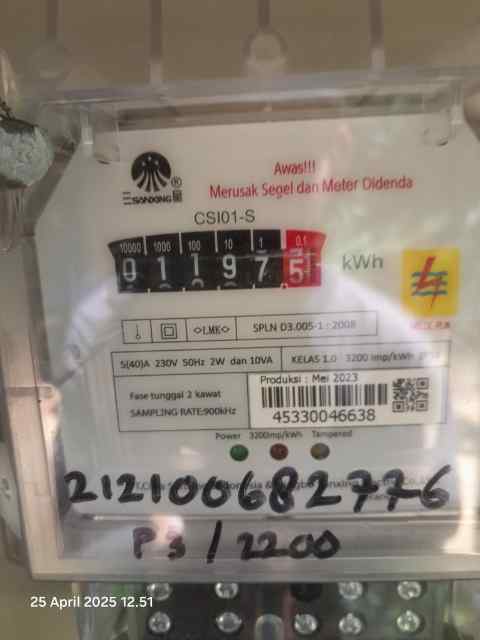 Awas!!!
Merusak Segel dan Meter Didenda
SANXING
CSI01-S
10000 1000 100 10 1 0.1
0 1 1 9 7 5
kWh
LMK
SPLN D3.005-1 : 2008
5(40)A 230V 50Hz 2W dan 10VA
KELAS 1,0 3200 imp/kWh
Fase tunggal 2 kawat
SAMPLING RATE:900kHz
Produksi : Mei 2023
45330046638
Power 3200imp/kWh Tampered
212100682776
P3/2200
25 April 2025 12.51